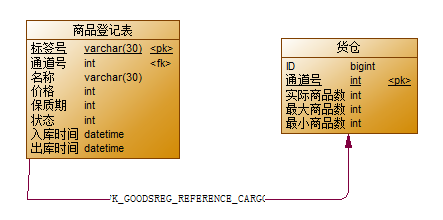 商品登记表
标签号 varchar(30) <pk>
通道号 int <fk>
名称 varchar(30)
价格 int
保质期 int
状态 int
入库时间 datetime
出库时间 datetime
货仓
ID bigint
通道号 int <pk>
实际商品数 int
最大商品数 int
最小商品数 int
K_GOODSREG_REFERENCE_CARG